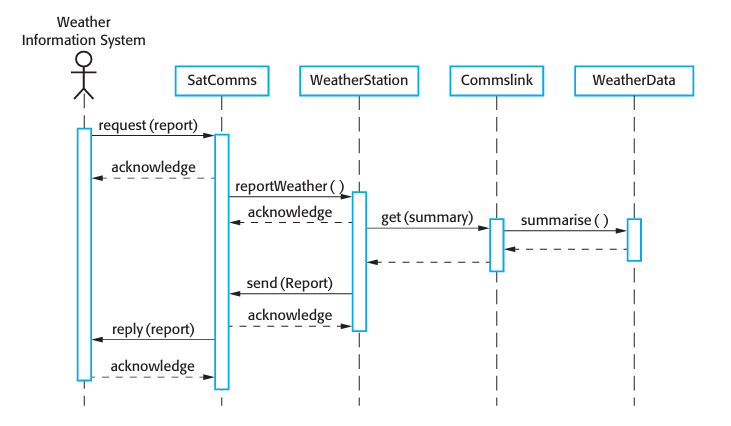 Weather
Information System
SatComms
WeatherStation
Commslink
WeatherData
request (report)
acknowledge
reportWeather ( )
acknowledge
get (summary)
summarise ( )
send (Report)
acknowledge
reply (report)
acknowledge